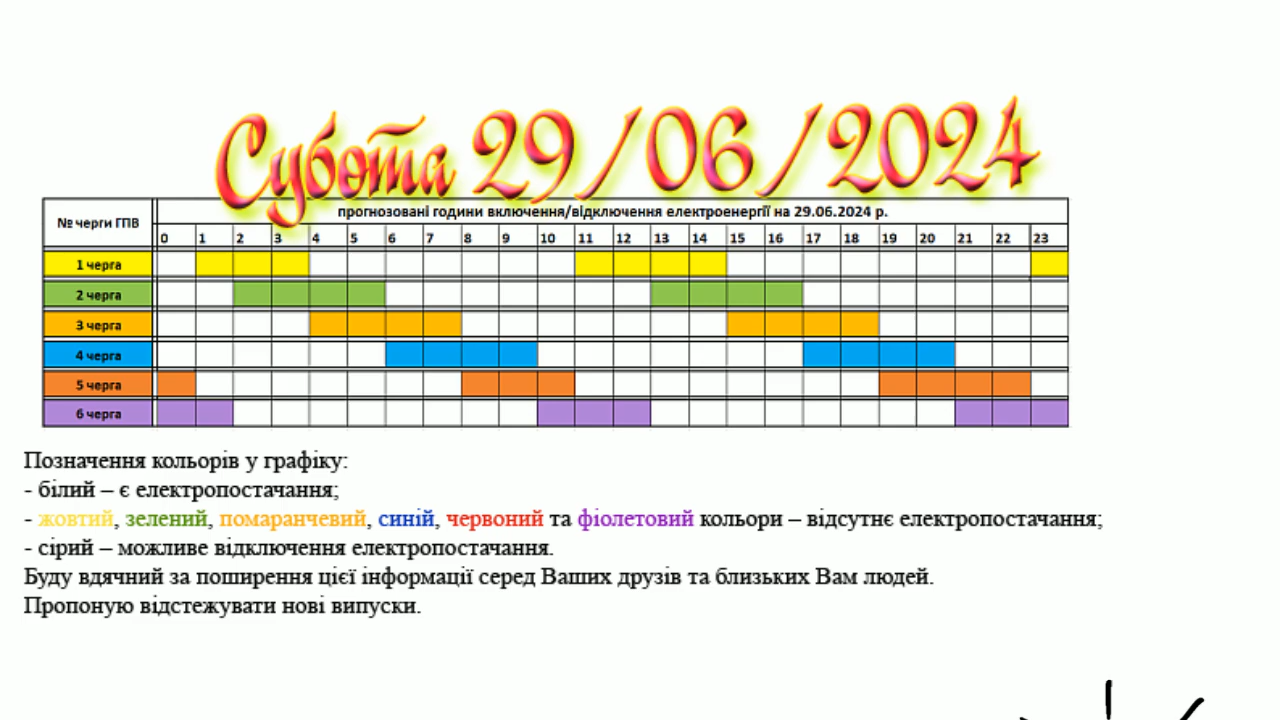 Субота 29/06/2024
№ черги ГПВ
прогнозовані години включення/відключення електроенергії на 29.06.2024 р.
0 1 2 3 4 5 6 7 8 9 10 11 12 13 14 15 16 17 18 19 20 21 22 23
1 черга
2 черга
3 черга
4 черга
5 черга
6 черга
Позначення кольорів у графіку:
- білий – є електропостачання;
- жовтий, зелений, помаранчевий, синій, червоний та фіолетовий кольори – відсутнє електропостачання;
- сірий – можливе відключення електропостачання.
Буду вдячний за поширення цієї інформації серед Ваших друзів та близьких Вам людей.
Пропоную відстежувати нові випуски.